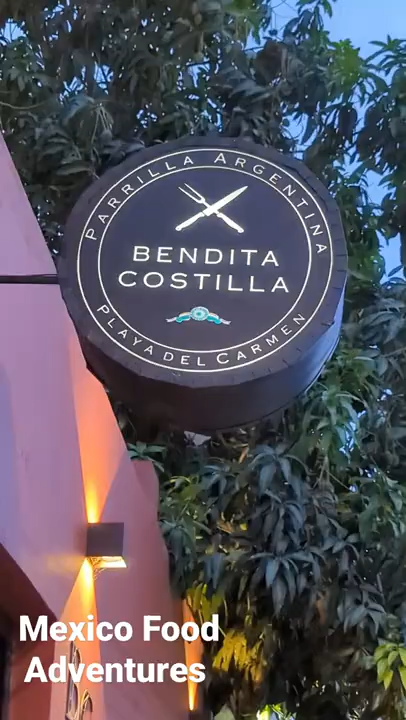 PARRILLA ARGENTINA
BENDITA
COSTILLA
PLAYA DEL CARMEN
Mexico Food
Adventures